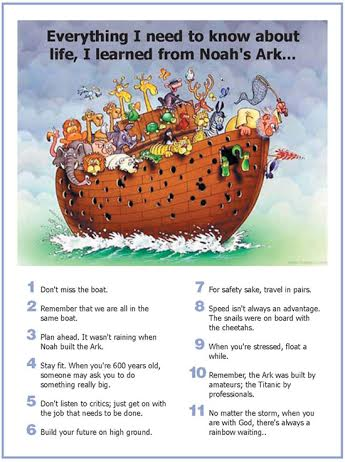 Everything I need to know about
life, I learned from Noah's Ark...
1 Don't miss the boat.
2 Remember that we are all in the
same boat.
3 Plan ahead. It wasn't raining when
Noah built the Ark.
4 Stay fit. When you're 600 years old,
someone may ask you to do
something really big.
5 Don't listen to critics; just get on with
the job that needs to be done.
6 Build your future on high ground.
7 For safety sake, travel in pairs.
8 Speed isn't always an advantage.
The snails were on board with
the cheetahs.
9 When you're stressed, float a
while.
10 Remember, the Ark was built by
amateurs; the Titanic by
professionals.
11 No matter the storm, when you
are with God, there's always a
rainbow waiting..